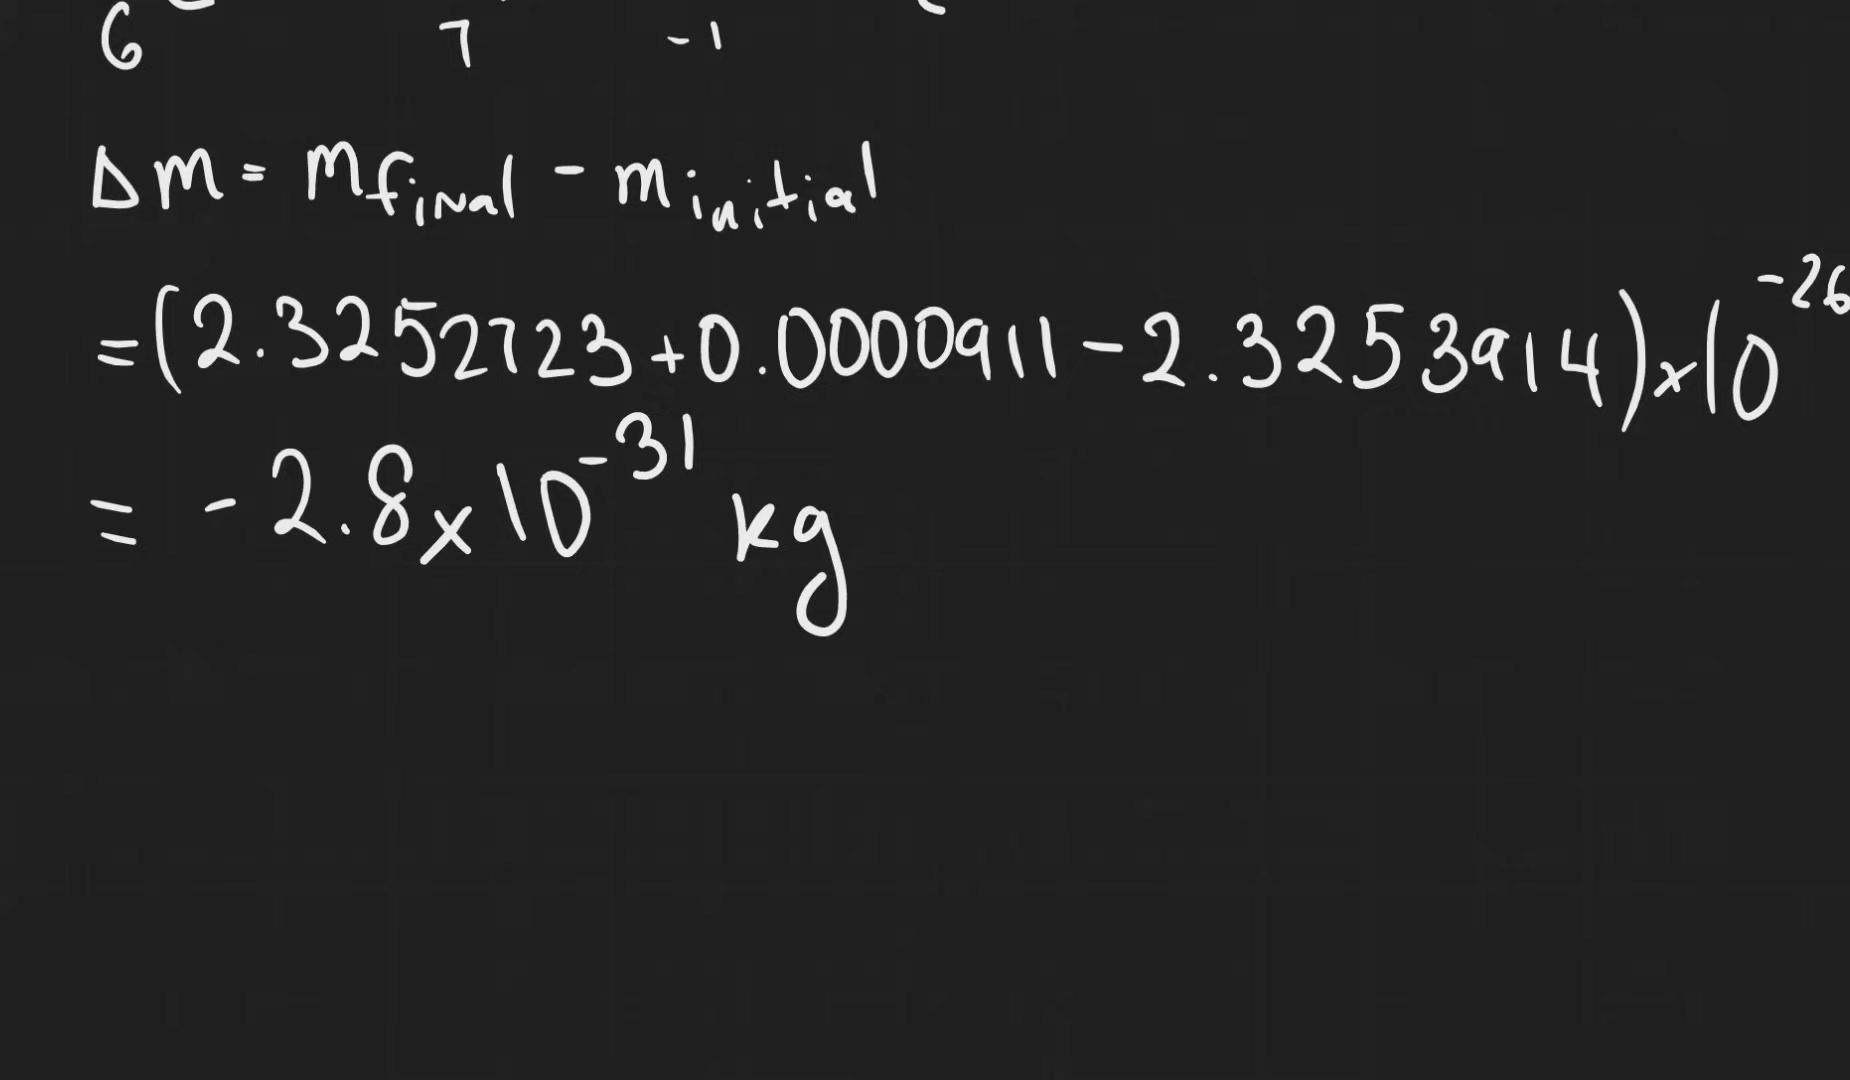 6 7 -1
Δm = m_final - m_initial
=(2.3252723+0.0000911-2.3253914)×10^-26
= -2.8×10^-31 kg